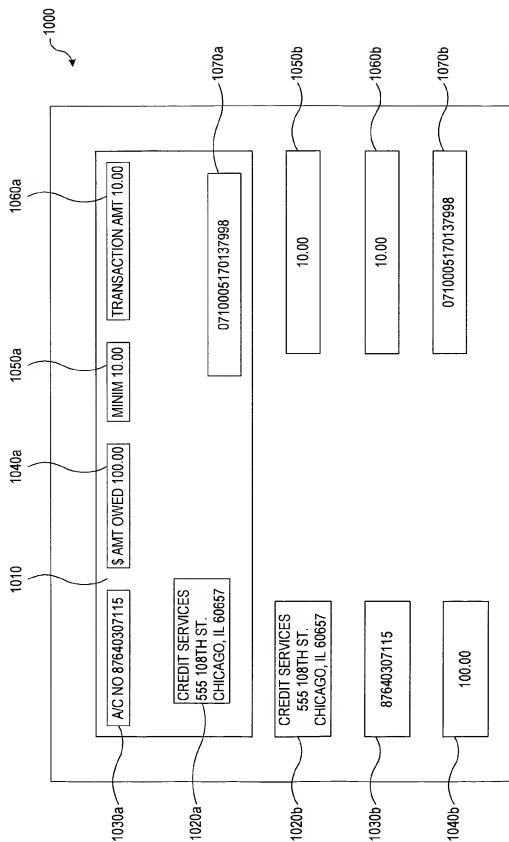 1000
1030a
1010
1040a
1050a
1060a
A/C NO 87640307115
$ AMT OWED 100.00
MINIM 10.00
TRANSACTION AMT 10.00
CREDIT SERVICES
555 108TH ST.
CHICAGO, IL 60657
0710005170137998
1020a
1070a
CREDIT SERVICES
555 108TH ST.
CHICAGO, IL 60657
10.00
1020b
1050b
87640307115
10.00
1030b
1060b
100.00
0710005170137998
1040b
1070b